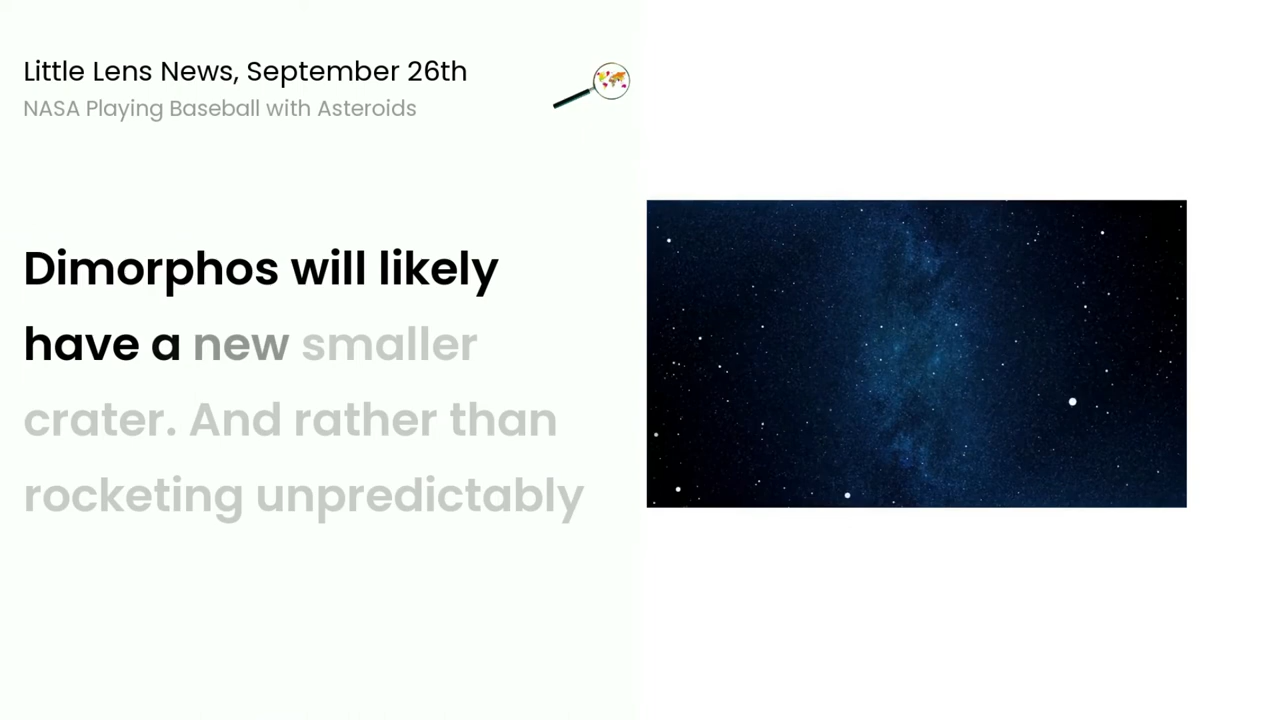 Little Lens News, September 26th
NASA Playing Baseball with Asteroids
Dimorphos will likely
have a new smaller
crater. And rather than
rocketing unpredictably